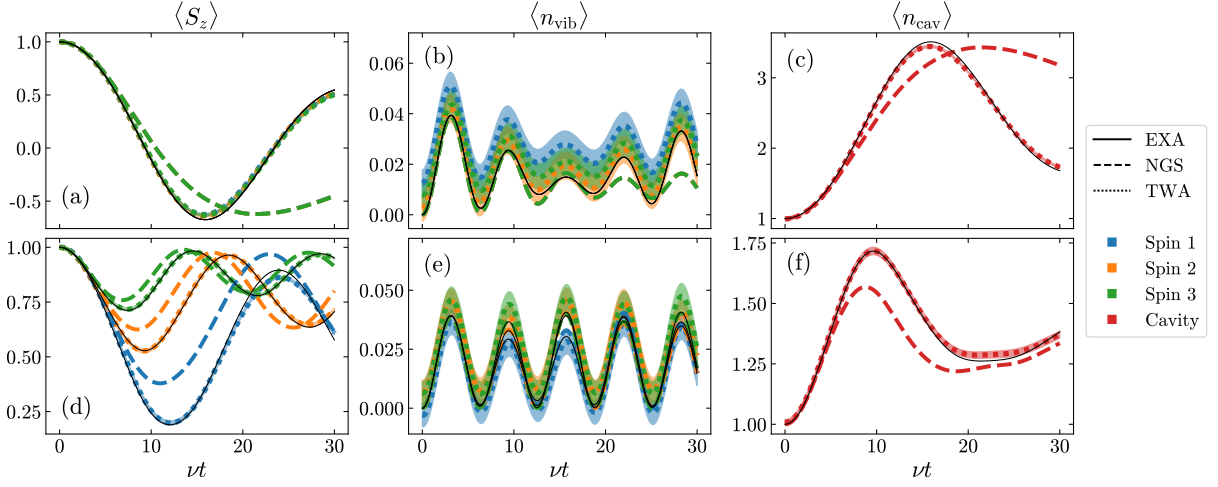 ⟨S_z⟩ ⟨n_vib⟩ ⟨n_cav⟩
1.0
0.5
0.0
-0.5
(a)
0.06
0.04
0.02
0.00
(b)
3
2
1
(c)
EXA
NGS
TWA
Spin 1
Spin 2
Spin 3
Cavity
1.00
0.75
0.50
0.25
(d)
0 10 20 30
νt
0.050
0.025
0.000
(e)
0 10 20 30
νt
1.75
1.50
1.25
1.00
(f)
0 10 20 30
νt